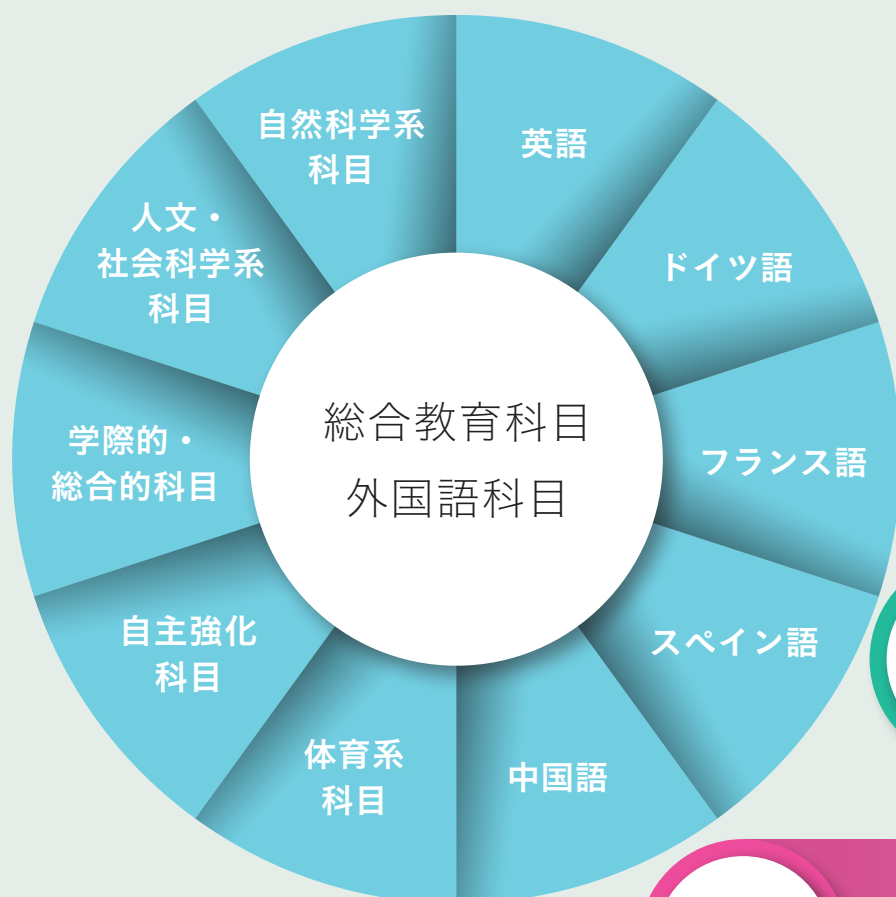 総合教育科目
外国語科目
英語
ドイツ語
フランス語
スペイン語
中国語
体育系
科目
自主強化
科目
学際的・
総合的科目
人文・
社会科学系
科目
自然科学系
科目